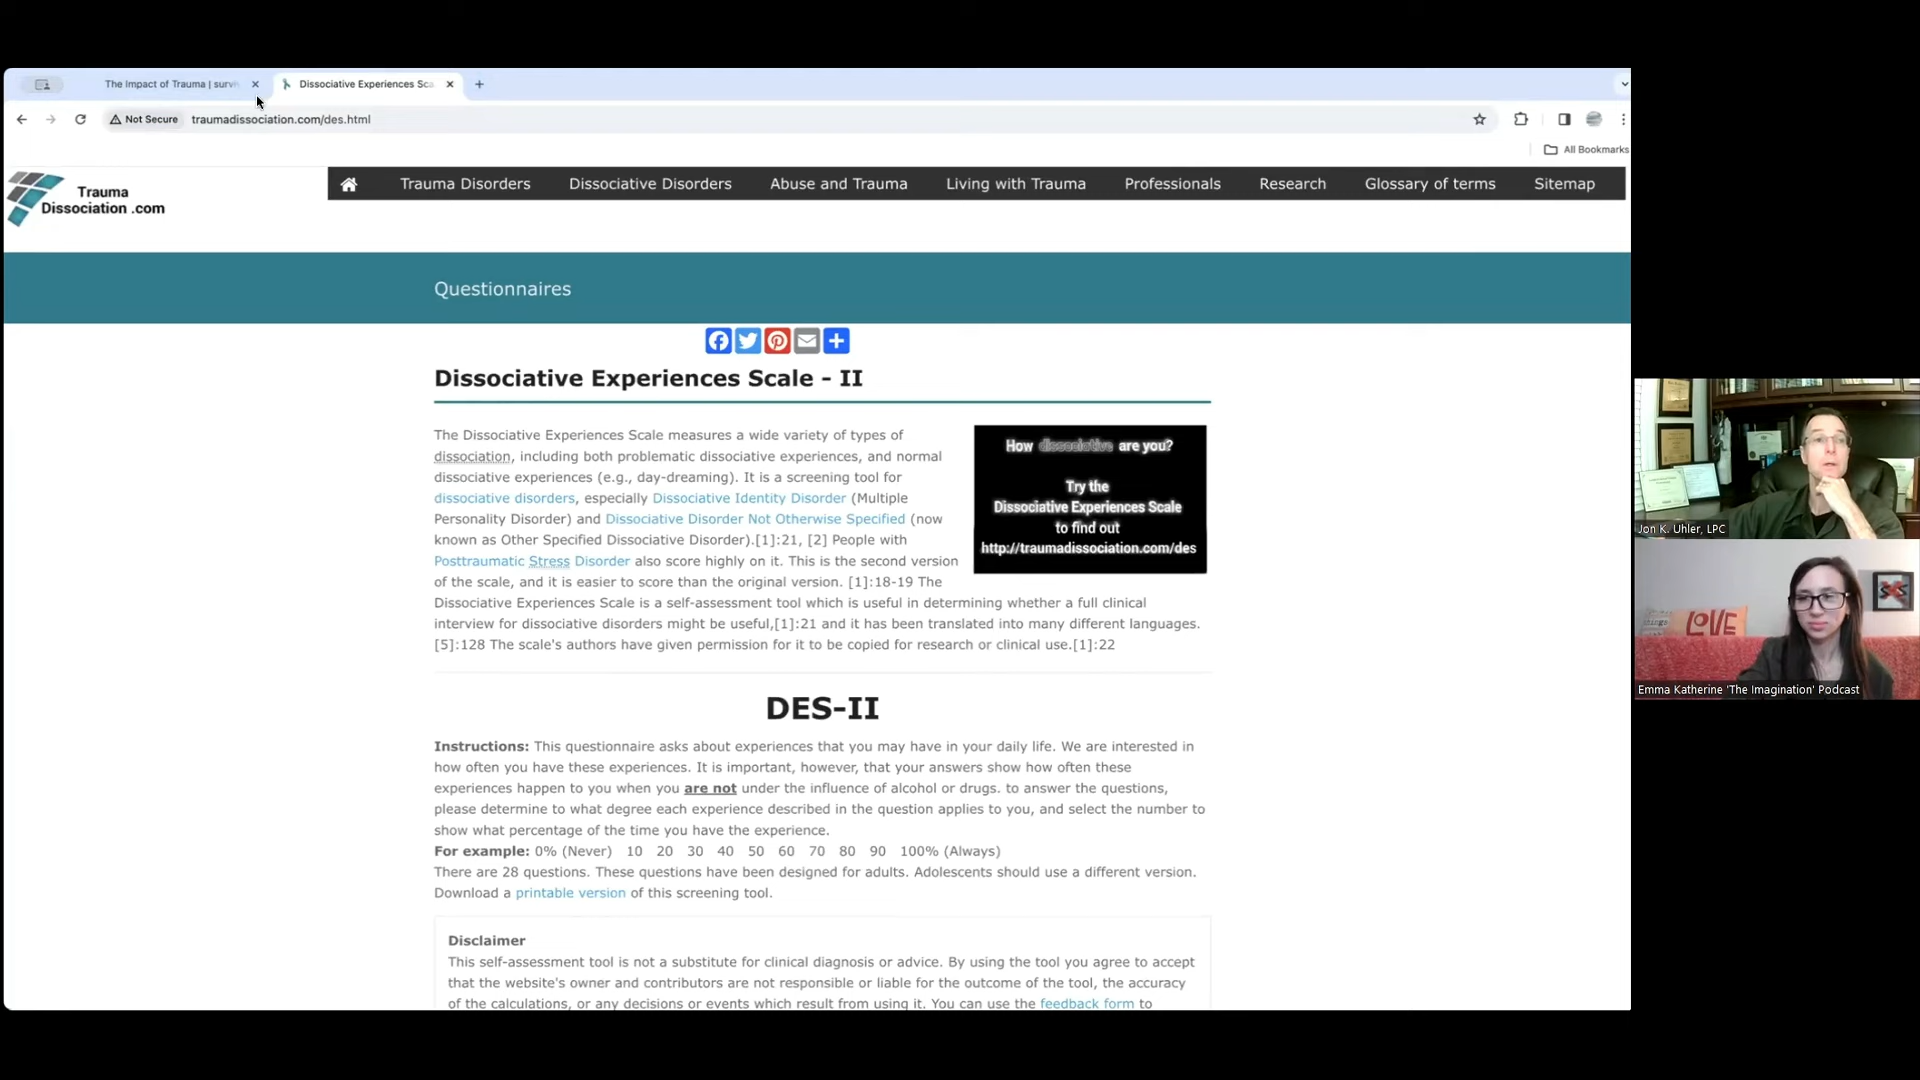 The Impact of Trauma | surv
Dissociative Experiences Sca
Not Secure
traumadissociation.com/des.html
All Bookmarks
Trauma
Dissociation .com
Trauma Disorders
Dissociative Disorders
Abuse and Trauma
Living with Trauma
Professionals
Research
Glossary of terms
Sitemap
Questionnaires
Dissociative Experiences Scale - II
The Dissociative Experiences Scale measures a wide variety of types of
dissociation, including both problematic dissociative experiences, and normal
dissociative experiences (e.g., day-dreaming). It is a screening tool for
dissociative disorders, especially Dissociative Identity Disorder (Multiple
Personality Disorder) and Dissociative Disorder Not Otherwise Specified (now
known as Other Specified Dissociative Disorder).[1]:21, [2] People with
Posttraumatic Stress Disorder also score highly on it. This is the second version
of the scale, and it is easier to score than the original version. [1]:18-19 The
Dissociative Experiences Scale is a self-assessment tool which is useful in determining whether a full clinical
interview for dissociative disorders might be useful,[1]:21 and it has been translated into many different languages.
[5]:128 The scale's authors have given permission for it to be copied for research or clinical use.[1]:22
How dissociative are you?
Try the
Dissociative Experiences Scale
to find out
http://traumadissociation.com/des
DES-II
Instructions: This questionnaire asks about experiences that you may have in your daily life. We are interested in
how often you have these experiences. It is important, however, that your answers show how often these
experiences happen to you when you are not under the influence of alcohol or drugs. to answer the questions,
please determine to what degree each experience described in the question applies to you, and select the number to
show what percentage of the time you have the experience.
For example: 0% (Never) 10 20 30 40 50 60 70 80 90 100% (Always)
There are 28 questions. These questions have been designed for adults. Adolescents should use a different version.
Download a printable version of this screening tool.
Disclaimer
This self-assessment tool is not a substitute for clinical diagnosis or advice. By using the tool you agree to accept
that the website's owner and contributors are not responsible or liable for the outcome of the tool, the accuracy
of the calculations, or any decisions or events which result from using it. You can use the feedback form to
Jon K. Uhler, LPC
LOVE
Emma Katherine 'The Imagination' Podcast